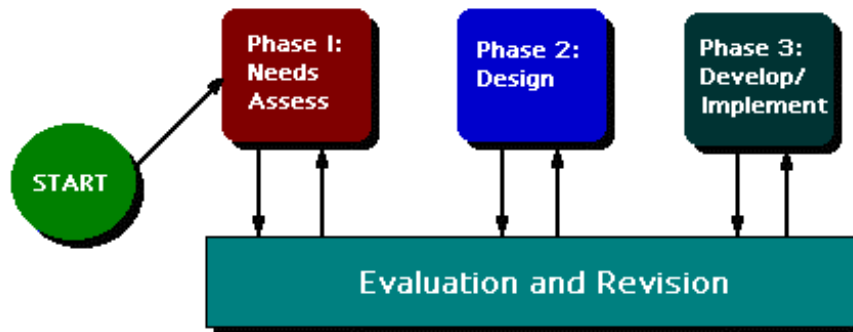 Phase 1:
Needs
Assess
Phase 2:
Design
Phase 3:
Develop/
Implement
START
Evaluation and Revision